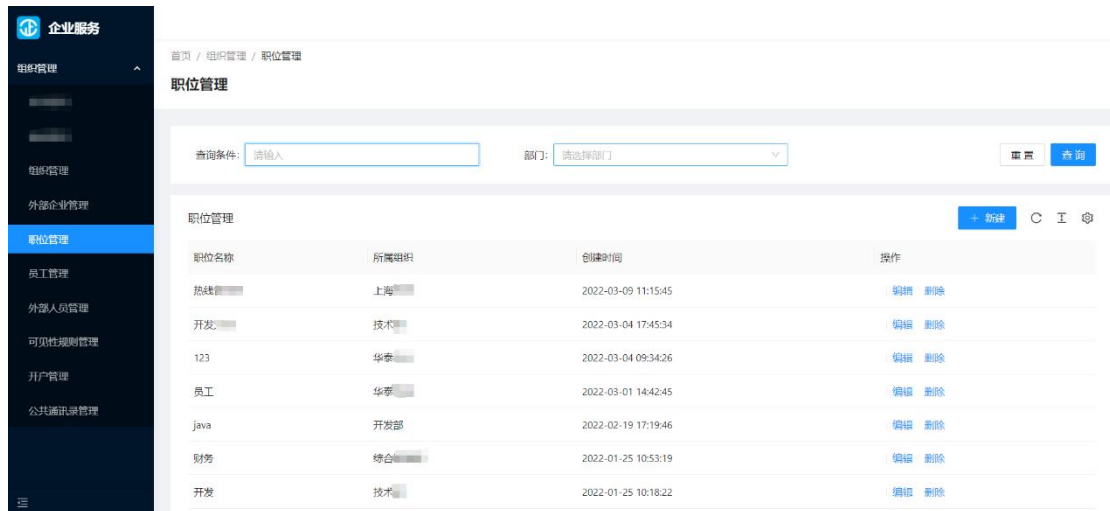 企业服务
首页 / 组织管理 / 职位管理
组织管理
职位管理
组织管理
外部企业管理
职位管理
员工管理
外部人员管理
可见性规则管理
开户管理
公共通讯录管理
查询条件: 请输入 部门: 请选择部门 重置 查询
职位管理 + 新建
职位名称 所属组织 创建时间 操作
热线 上海 2022-03-09 11:15:45 编辑 删除
开发 技术 2022-03-04 17:45:34 编辑 删除
123 华泰 2022-03-04 09:34:26 编辑 删除
员工 华泰 2022-03-01 14:42:45 编辑 删除
java 开发部 2022-02-19 17:19:46 编辑 删除
财务 综合 2022-01-25 10:53:19 编辑 删除
开发 技术 2022-01-25 10:18:22 编辑 删除